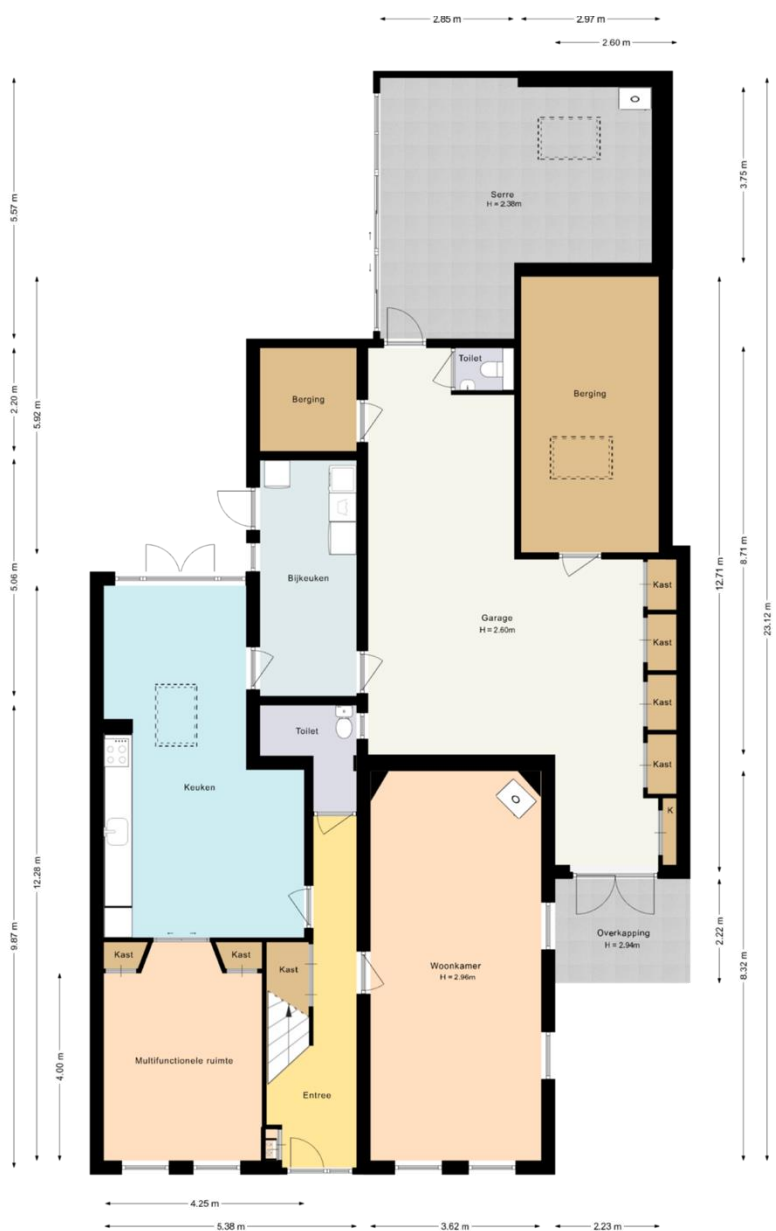 2.85 m
2.97 m
2.60 m
5.57 m
3.75 m
23.12 m
Serre
H = 2.38m
5.92 m
2.20 m
12.71 m
8.71 m
Toilet
Berging
Berging
5.06 m
Bijkeuken
Kast
Garage
H = 2.60m
Kast
Kast
Toilet
Kast
Keuken
K
12.28 m
9.87 m
2.22 m
8.32 m
Overkapping
H = 2.94m
Kast
Kast
Kast
Woonkamer
H = 2.96m
4.00 m
Multifunctionele ruimte
Entree
4.25 m
5.38 m
3.62 m
2.23 m